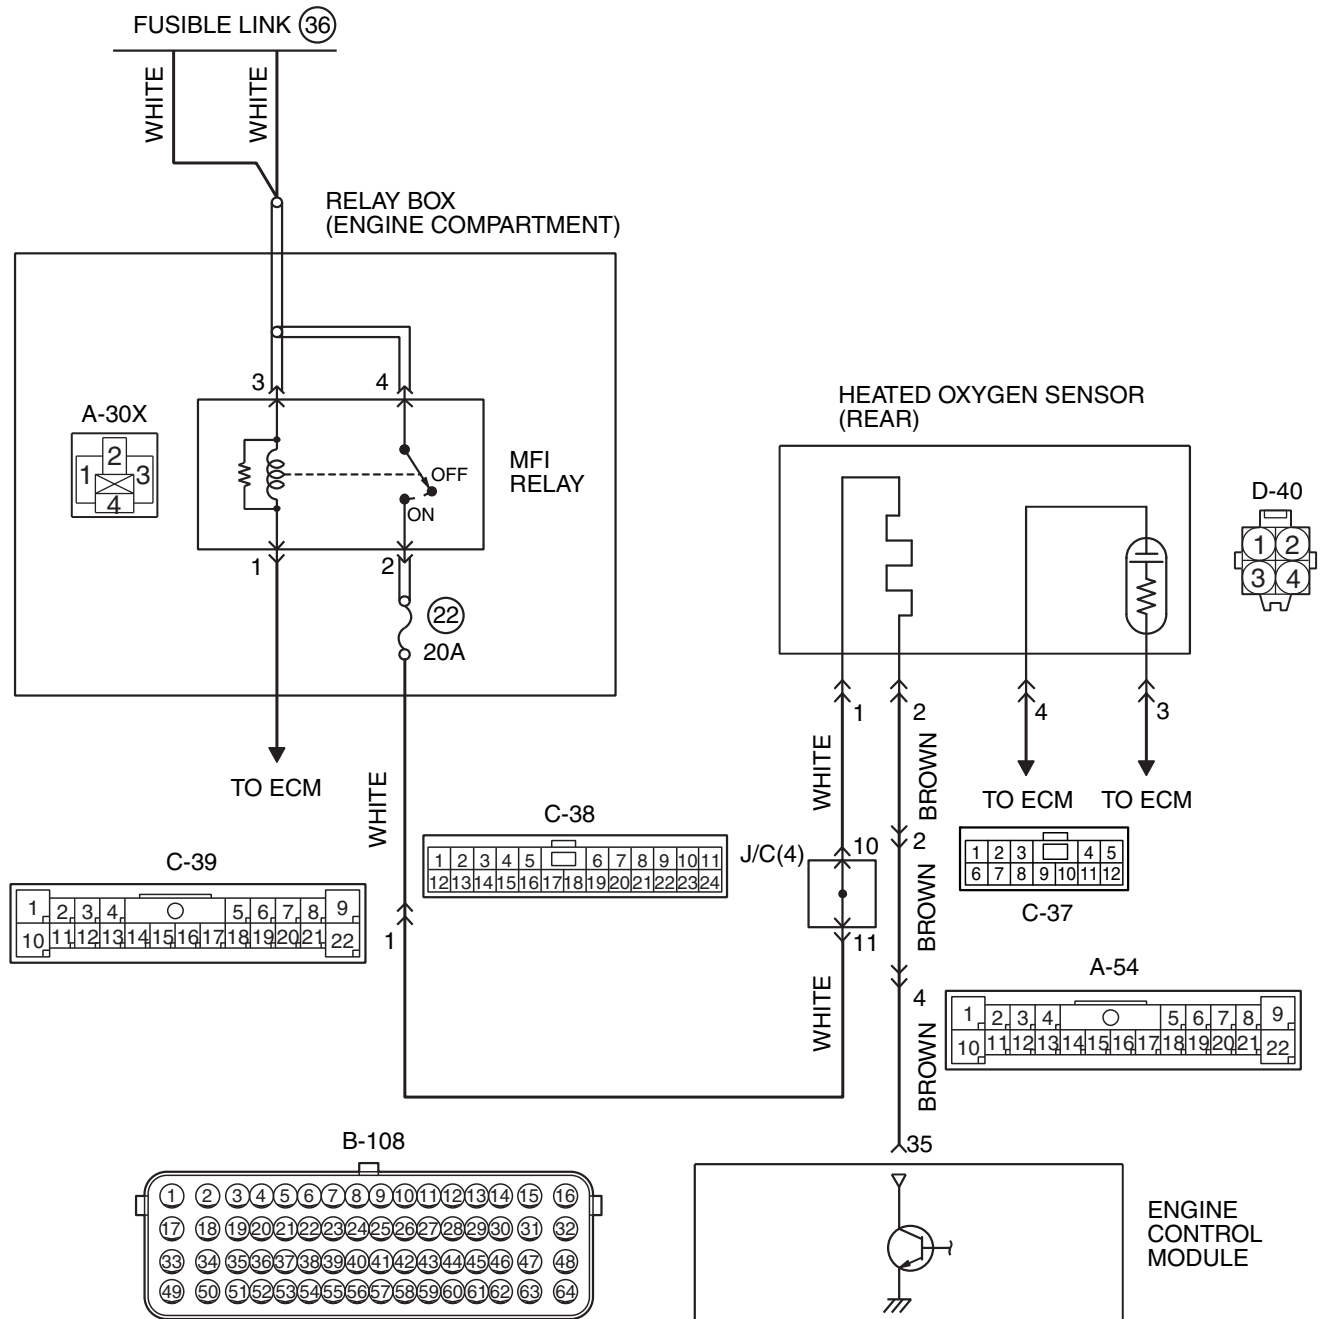 FUSIBLE LINK 36
WHITE
WHITE
RELAY BOX
(ENGINE COMPARTMENT)
3
4
A-30X
2
1
3
4
OFF
ON
MFI
RELAY
1
2
22
20A
TO ECM
WHITE
HEATED OXYGEN SENSOR
(REAR)
D-40
1 2
3 4
1
2
4
3
WHITE
BROWN
TO ECM
TO ECM
C-38
1 2 3 4 5 6 7 8 9 10 11
12 13 14 15 16 17 18 19 20 21 22 23 24
J/C(4)
10
2
11
C-37
1 2 3 4 5
6 7 8 9 10 11 12
C-39
1 2 3 4 5 6 7 8 9
10 11 12 13 14 15 16 17 18 19 20 21 22
1
BROWN
WHITE
4
A-54
1 2 3 4 5 6 7 8 9
10 11 12 13 14 15 16 17 18 19 20 21 22
BROWN
35
B-108
1 2 3 4 5 6 7 8 9 10 11 12 13 14 15 16
17 18 19 20 21 22 23 24 25 26 27 28 29 30 31 32
33 34 35 36 37 38 39 40 41 42 43 44 45 46 47 48
49 50 51 52 53 54 55 56 57 58 59 60 61 62 63 64
ENGINE
CONTROL
MODULE